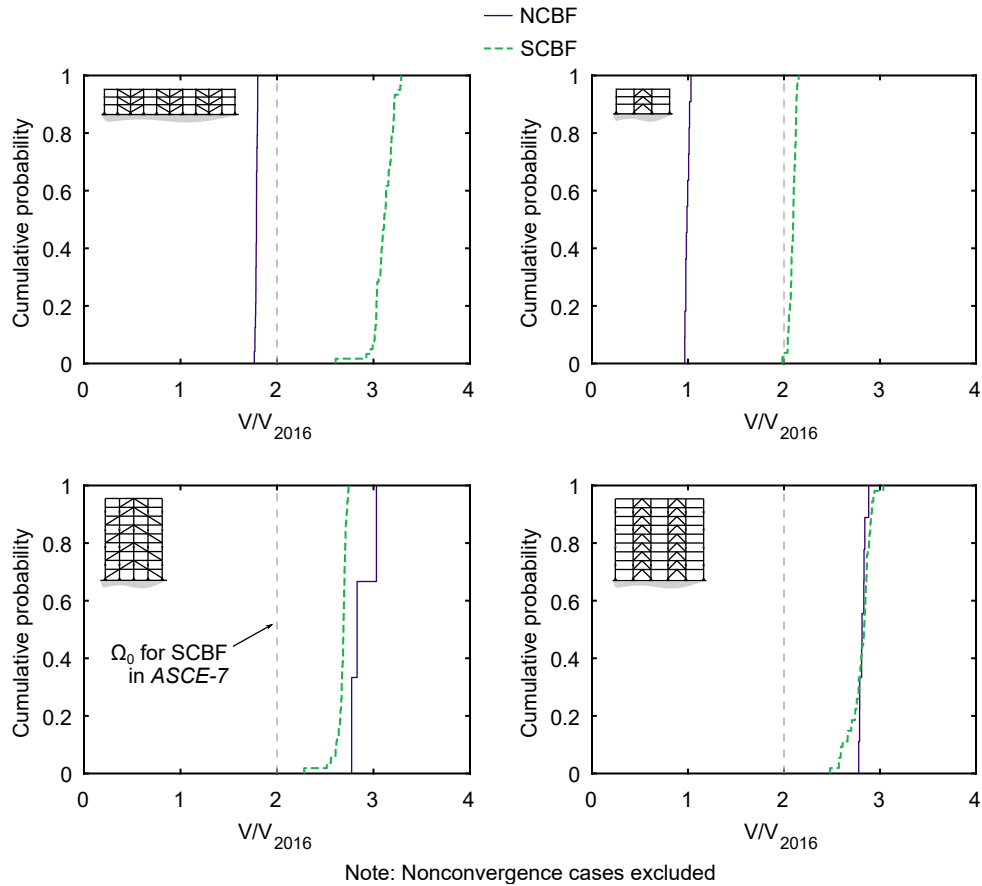 NCBF
SCBF
1
0.8
0.6
0.4
0.2
0
Cumulative probability
0 1 2 3 4
V/V2016
1
0.8
0.6
0.4
0.2
0
Cumulative probability
0 1 2 3 4
V/V2016
1
0.8
0.6
0.4
0.2
0
Cumulative probability
Ω0 for SCBF
in ASCE-7
0 1 2 3 4
V/V2016
1
0.8
0.6
0.4
0.2
0
Cumulative probability
0 1 2 3 4
V/V2016
Note: Nonconvergence cases excluded